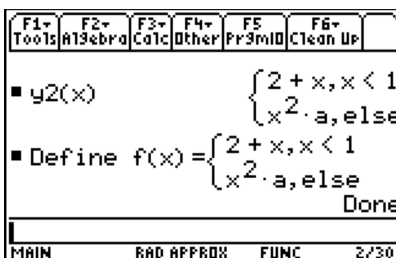 F1▾ F2▾ F3▾ F4▾ F5 F6▾
Tools Algebra Calc Other PrgmIO Clean Up
▪ y2(x) {2 + x, x < 1
x²·a, else
▪ Define f(x) = {2 + x, x < 1
x²·a, else
Done
MAIN RAD APPROX FUNC 2/30